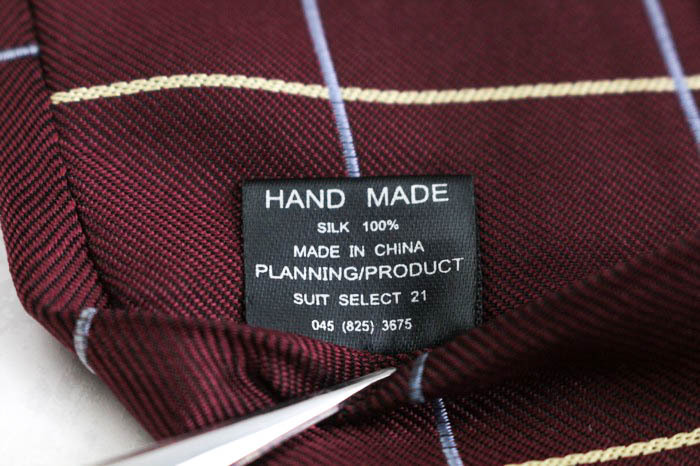 HAND MADE
SILK 100%
MADE IN CHINA
PLANNING/PRODUCT
SUIT SELECT 21
045 (825) 3675